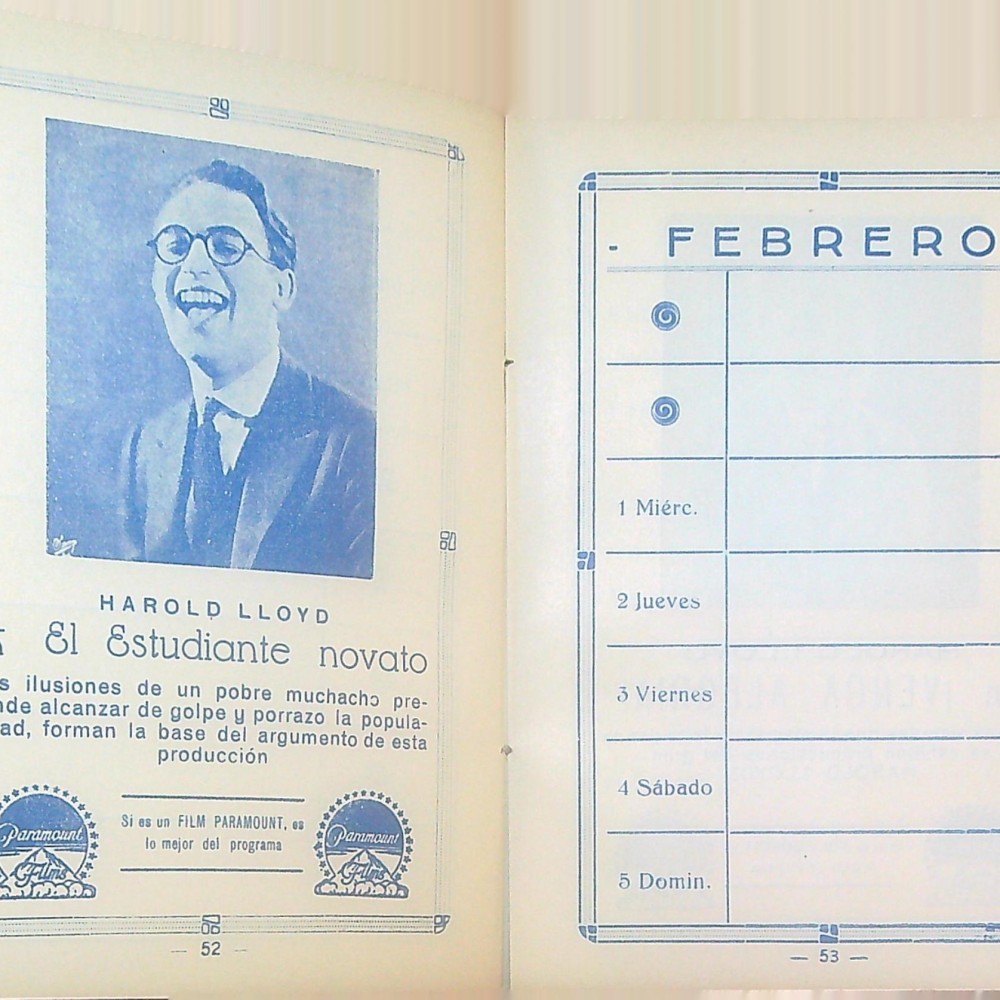 HAROLD LLOYD
El Estudiante novato
s ilusiones de un pobre muchacho pre-
nde alcanzar de golpe y porrazo la popula-
ad, forman la base del argumento de esta
producción
Paramount
Films
Si es un FILM PARAMOUNT, es
lo mejor del programa
Paramount
Films
— 52 —
- FEBRERO
1 Miérc.
2 Jueves
3 Viernes
4 Sábado
5 Domin.
— 53 —